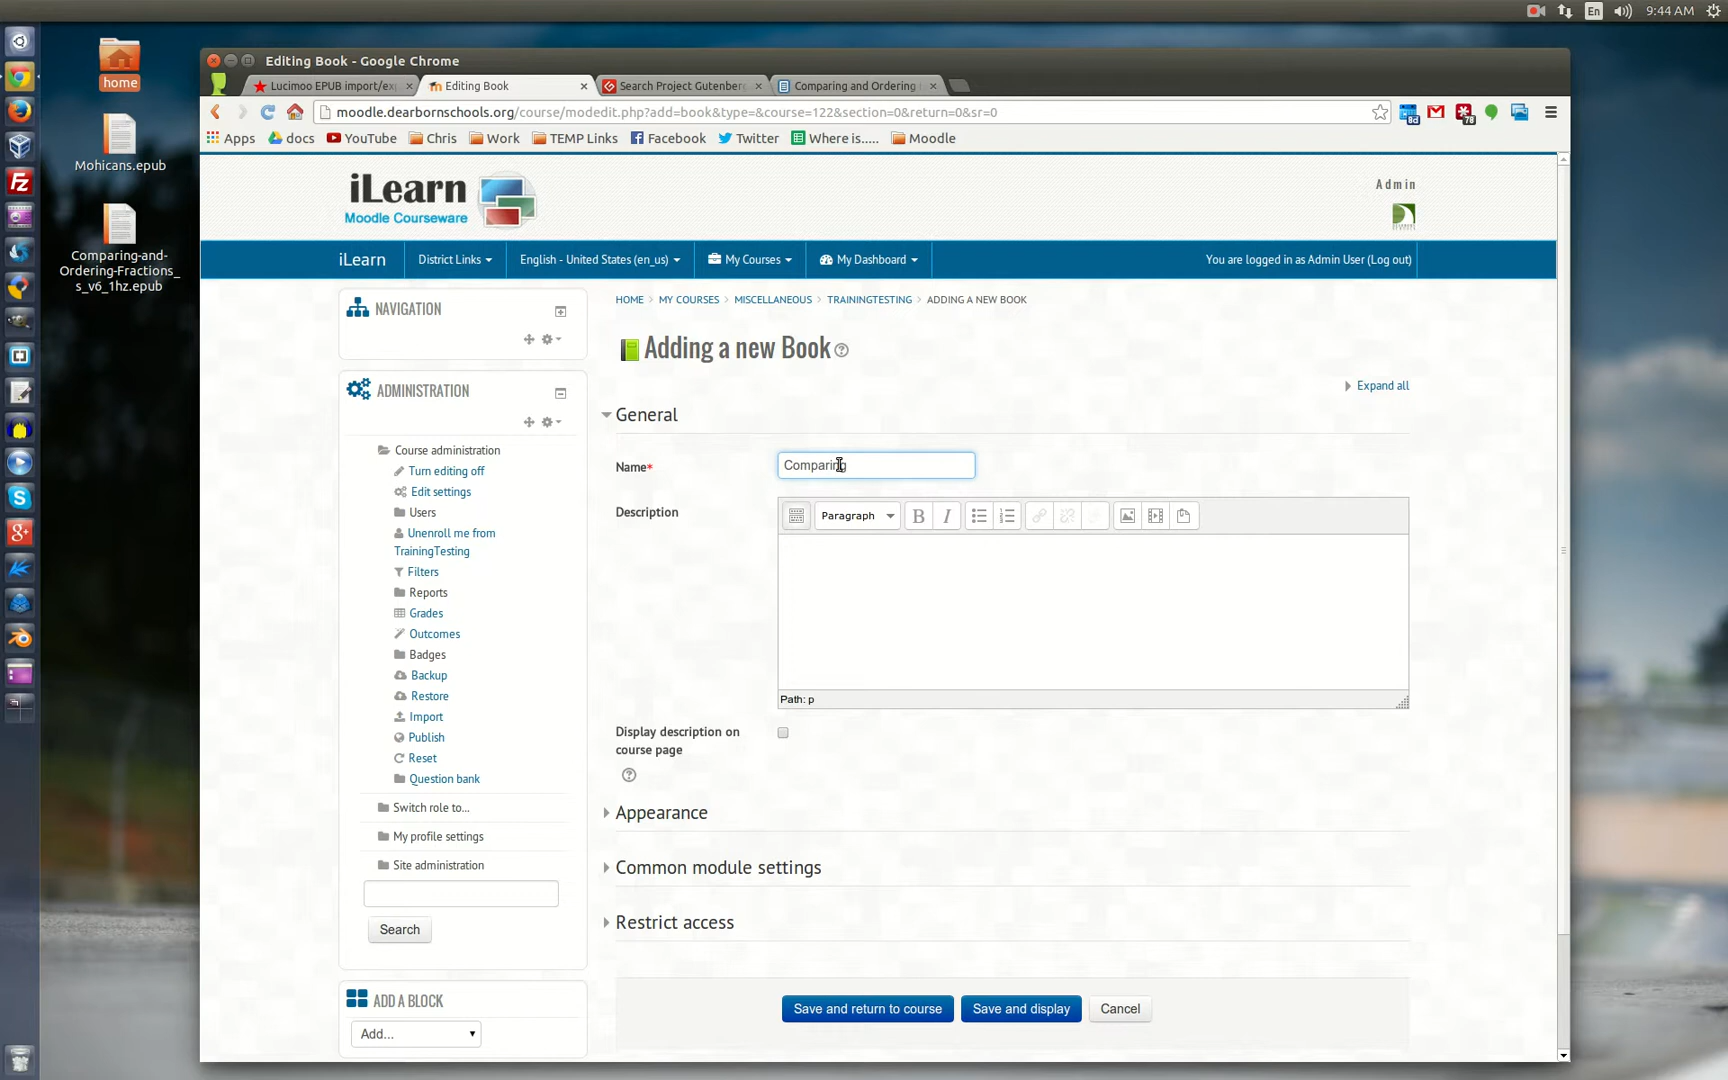 En
9:44 AM
home
Mohicans.epub
Comparing-and-
Ordering-Fractions_
s_v6_1hz.epub
Editing Book - Google Chrome
Lucimoo EPUB import/ex
Editing Book
Search Project Gutenberg
Comparing and Ordering
moodle.dearbornschools.org/course/modedit.php?add=book&type=&course=122&section=0&return=0&sr=0
8d
78
Apps
docs
YouTube
Chris
Work
TEMP Links
Facebook
Twitter
Where is.....
Moodle
iLearn
Moodle Courseware
Admin
iLearn
District Links
English - United States (en_us)
My Courses
My Dashboard
You are logged in as Admin User (Log out)
NAVIGATION
ADMINISTRATION
Course administration
Turn editing off
Edit settings
Users
Unenroll me from
TrainingTesting
Filters
Reports
Grades
Outcomes
Badges
Backup
Restore
Import
Publish
Reset
Question bank
Switch role to...
My profile settings
Site administration
Search
ADD A BLOCK
Add...
HOME > MY COURSES > MISCELLANEOUS > TRAININGTESTING > ADDING A NEW BOOK
Adding a new Book
Expand all
General
Name*
Comparing
Description
Paragraph
B
I
Path: p
Display description on
course page
Appearance
Common module settings
Restrict access
Save and return to course
Save and display
Cancel